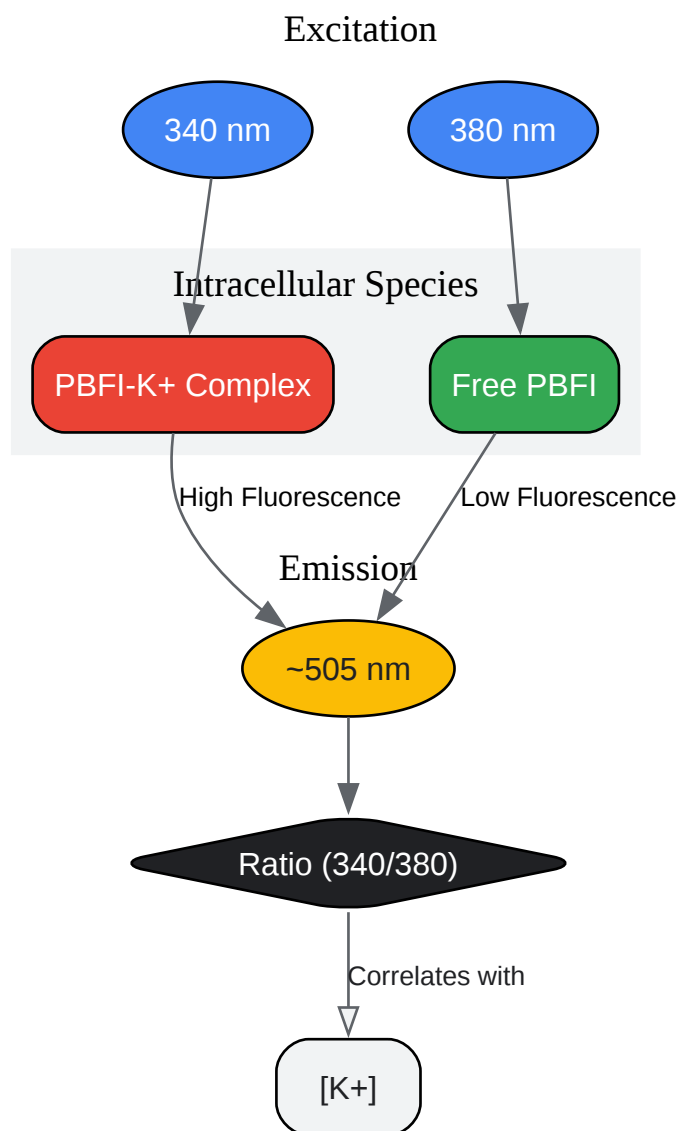 Excitation
340 nm
380 nm
Intracellular Species
PBFI-K+ Complex
Free PBFI
High Fluorescence
Low Fluorescence
Emission
~505 nm
Ratio (340/380)
Correlates with
[K+]